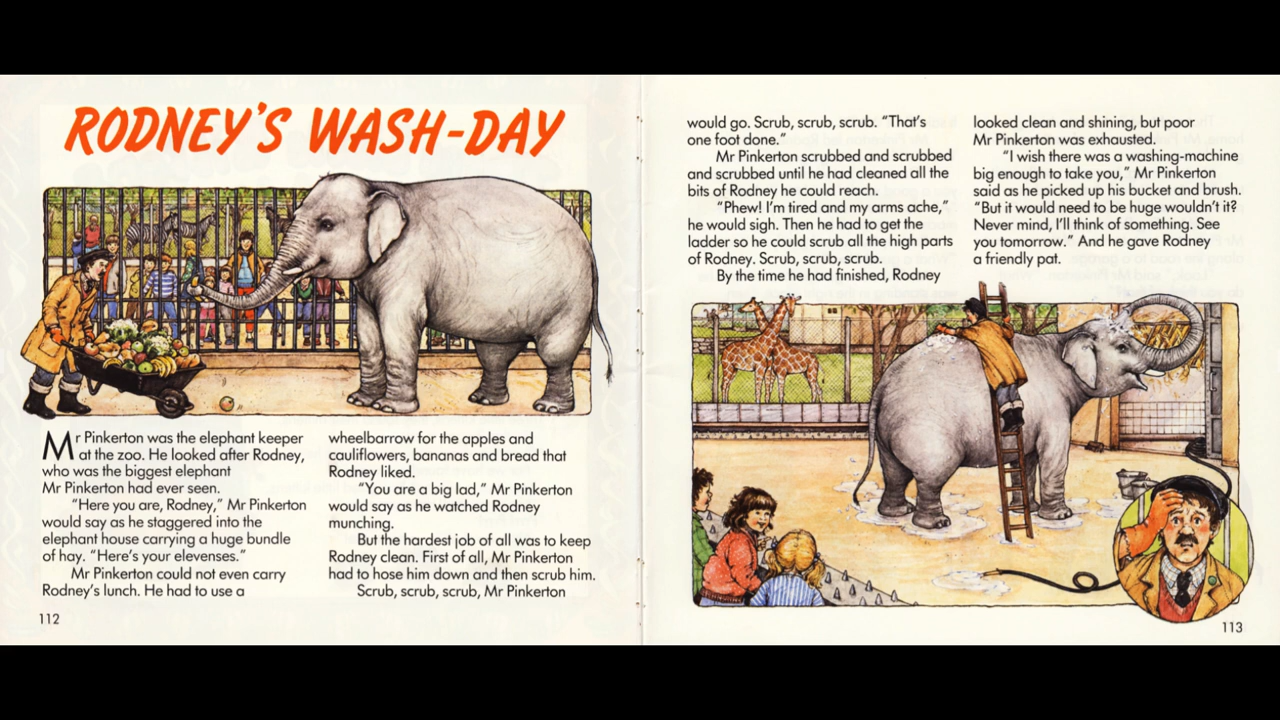 RODNEY'S WASH-DAY
Mr Pinkerton was the elephant keeper
at the zoo. He looked after Rodney,
who was the biggest elephant
Mr Pinkerton had ever seen.
"Here you are, Rodney," Mr Pinkerton
would say as he staggered into the
elephant house carrying a huge bundle
of hay. "Here's your elevenses."
Mr Pinkerton could not even carry
Rodney's lunch. He had to use a
wheelbarrow for the apples and
cauliflowers, bananas and bread that
Rodney liked.
"You are a big lad," Mr Pinkerton
would say as he watched Rodney
munching.
But the hardest job of all was to keep
Rodney clean. First of all, Mr Pinkerton
had to hose him down and then scrub him.
Scrub, scrub, scrub, Mr Pinkerton
112
would go. Scrub, scrub, scrub. "That's
one foot done."
Mr Pinkerton scrubbed and scrubbed
and scrubbed until he had cleaned all the
bits of Rodney he could reach.
"Phew! I'm tired and my arms ache,"
he would sigh. Then he had to get the
ladder so he could scrub all the high parts
of Rodney. Scrub, scrub, scrub.
By the time he had finished, Rodney
looked clean and shining, but poor
Mr Pinkerton was exhausted.
"I wish there was a washing-machine
big enough to take you," Mr Pinkerton
said as he picked up his bucket and brush.
"But it would need to be huge wouldn't it?
Never mind, I'll think of something. See
you tomorrow." And he gave Rodney
a friendly pat.
113